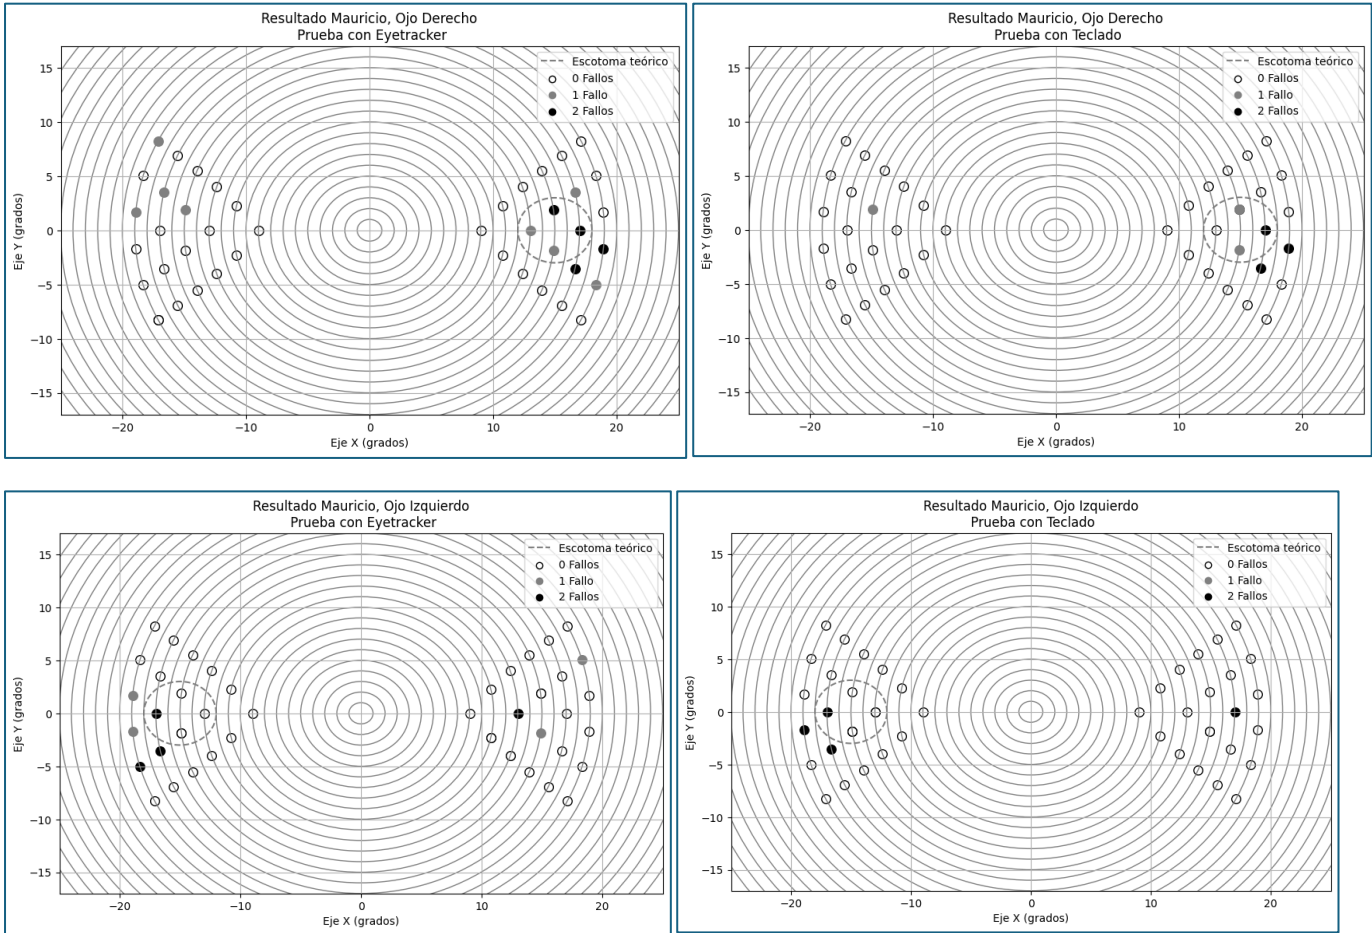 Resultado Mauricio, Ojo Derecho
Prueba con Eyetracker
Escotoma teórico
0 Fallos
1 Fallo
2 Fallos
15
10
5
0
−5
−10
−15
Eje Y (grados)
−20
−10
0
10
20
Eje X (grados)
Resultado Mauricio, Ojo Derecho
Prueba con Teclado
Escotoma teórico
0 Fallos
1 Fallo
2 Fallos
15
10
5
0
−5
−10
−15
Eje Y (grados)
−20
−10
0
10
20
Eje X (grados)
Resultado Mauricio, Ojo Izquierdo
Prueba con Eyetracker
Escotoma teórico
0 Fallos
1 Fallo
2 Fallos
15
10
5
0
−5
−10
−15
Eje Y (grados)
−20
−10
0
10
20
Eje X (grados)
Resultado Mauricio, Ojo Izquierdo
Prueba con Teclado
Escotoma teórico
0 Fallos
1 Fallo
2 Fallos
15
10
5
0
−5
−10
−15
Eje Y (grados)
−20
−10
0
10
20
Eje X (grados)